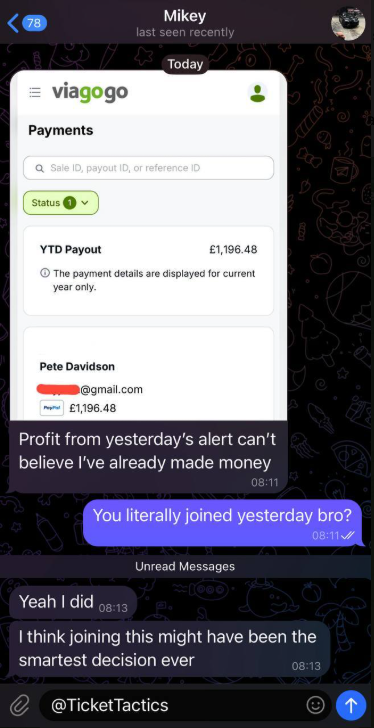 78
Mikey
last seen recently
Today
viagogo
Payments
Sale ID, payout ID, or reference ID
Status 1
YTD Payout £1,196.48
The payment details are displayed for current
year only.
Pete Davidson
@gmail.com
PayPal £1,196.48
Profit from yesterday's alert can't
believe I've already made money
08:11
You literally joined yesterday bro?
08:11
Unread Messages
Yeah I did 08:13
I think joining this might have been the
smartest decision ever
08:13
@TicketTactics